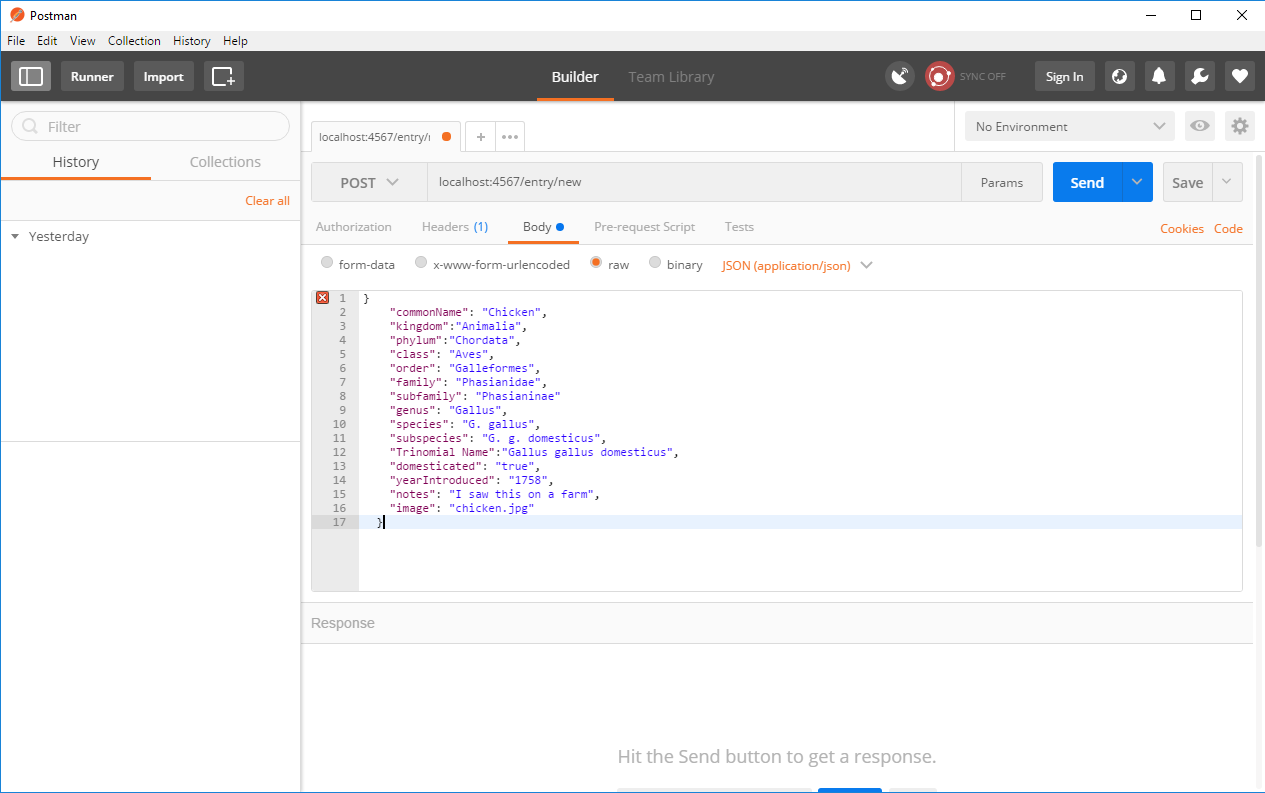 Postman
File Edit View Collection History Help
Runner Import Builder Team Library SYNC OFF Sign In
Filter
History Collections
Clear all
Yesterday
localhost:4567/entry/ + ••• No Environment
POST localhost:4567/entry/new Params Send Save
Authorization Headers (1) Body Pre-request Script Tests Cookies Code
form-data x-www-form-urlencoded raw binary JSON (application/json)
1 }
2 "commonName": "Chicken",
3 "kingdom":"Animalia",
4 "phylum":"Chordata",
5 "class": "Aves",
6 "order": "Galleformes",
7 "family": "Phasianidae",
8 "subfamily": "Phasianinae"
9 "genus": "Gallus",
10 "species": "G. gallus",
11 "subspecies": "G. g. domesticus",
12 "Trinomial Name":"Gallus gallus domesticus",
13 "domesticated": "true",
14 "yearIntroduced": "1758",
15 "notes": "I saw this on a farm",
16 "image": "chicken.jpg"
17 }
Response
Hit the Send button to get a response.